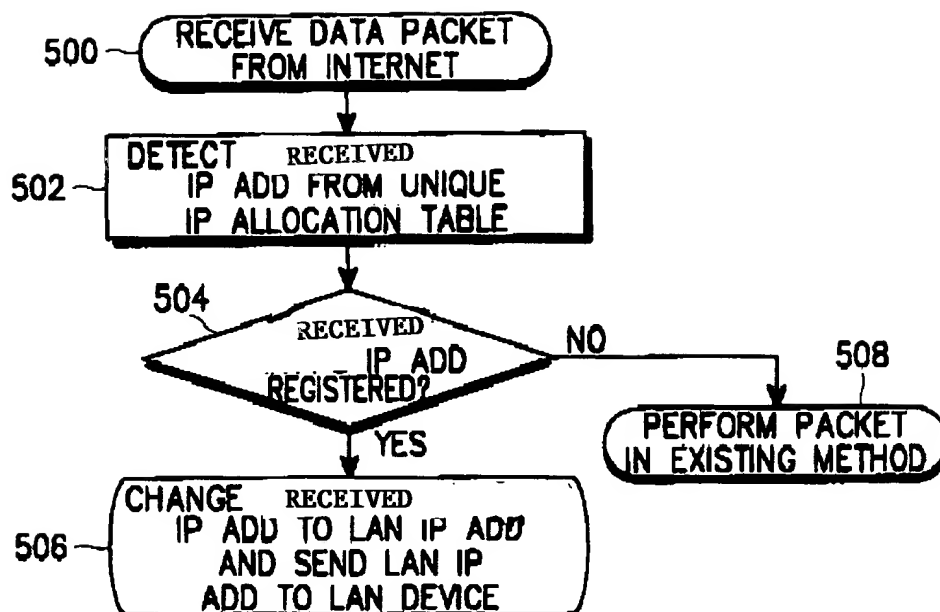 500
RECEIVE DATA PACKET
FROM INTERNET
502
DETECT RECEIVED
IP ADD FROM UNIQUE
IP ALLOCATION TABLE
504
RECEIVED
IP ADD
REGISTERED?
NO
508
PERFORM PACKET
IN EXISTING METHOD
YES
506
CHANGE RECEIVED
IP ADD TO LAN IP ADD
AND SEND LAN IP
ADD TO LAN DEVICE